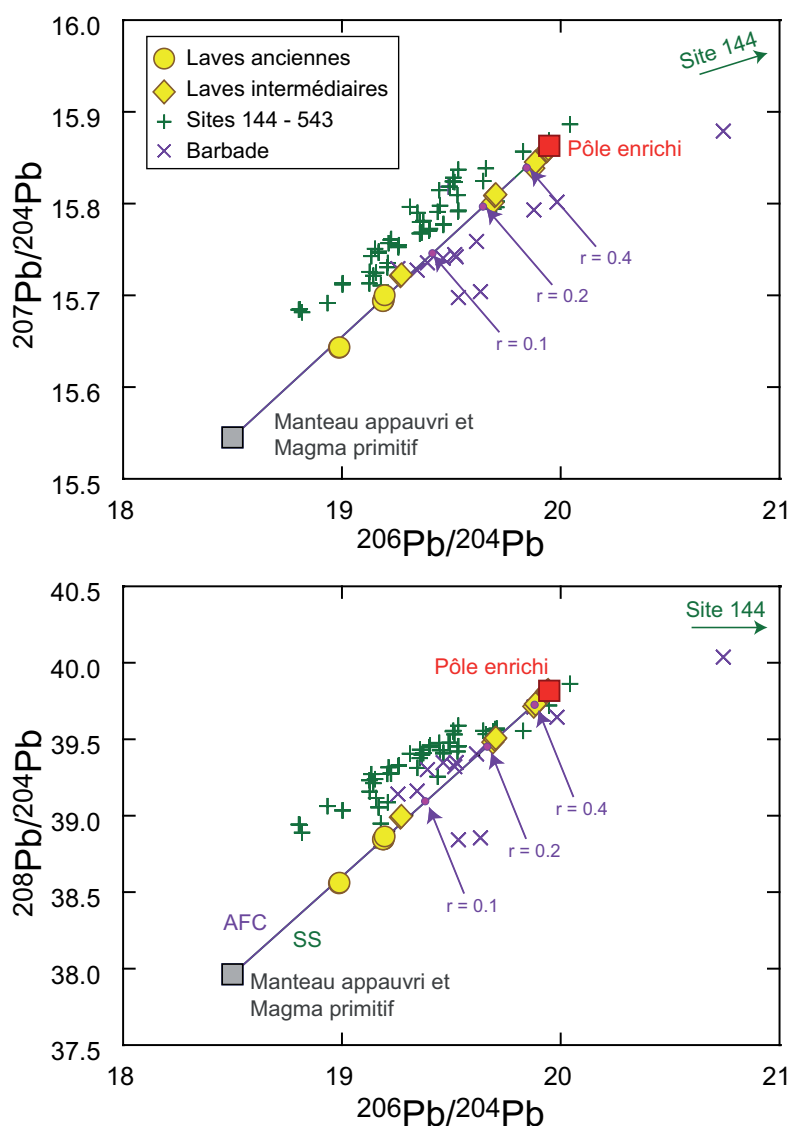 16.0
15.9
15.8
15.7
15.6
15.5
207Pb/204Pb
Laves anciennes
Laves intermédiaires
Sites 144 - 543
Barbade
Site 144
Pôle enrichi
r = 0.4
r = 0.2
r = 0.1
Manteau appauvri et
Magma primitif
18
19
20
21
206Pb/204Pb
40.5
40.0
39.5
39.0
38.5
38.0
37.5
208Pb/204Pb
Site 144
Pôle enrichi
r = 0.4
r = 0.2
r = 0.1
AFC
SS
Manteau appauvri et
Magma primitif
18
19
20
21
206Pb/204Pb